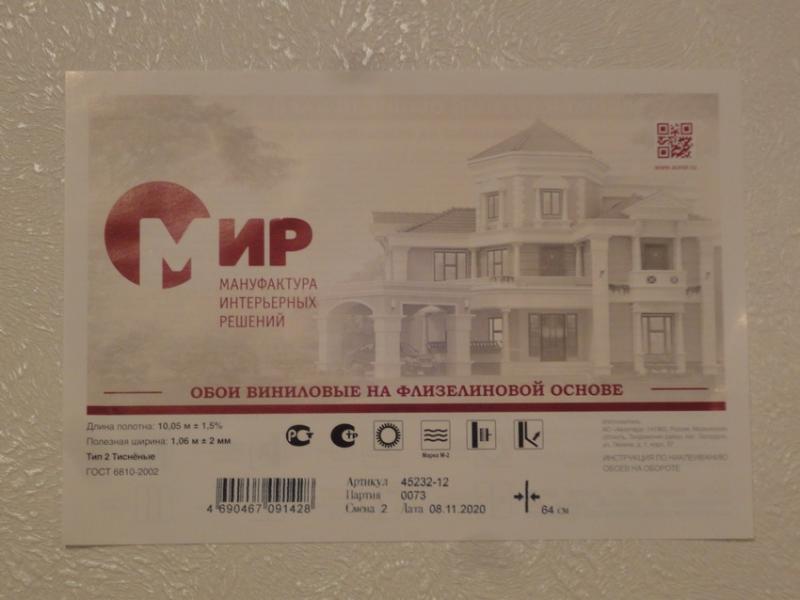 МИР
МАНУФАКТУРА
ИНТЕРЬЕРНЫХ
РЕШЕНИЙ
ОБОИ ВИНИЛОВЫЕ НА ФЛИЗЕЛИНОВОЙ ОСНОВЕ
Длина полотна: 10,05 м ± 1,5%
Полезная ширина: 1,06 м ± 2 мм
Тип 2 Тиснёные
ГОСТ 6810-2002
Марка М-2
ИНСТРУКЦИЯ ПО НАКЛЕИВАНИЮ
ОБОЕВ НА ОБОРОТЕ
4 690467 091428
Артикул 45232-12
Партия 0073
Смена 2 Дата 08.11.2020
64 см